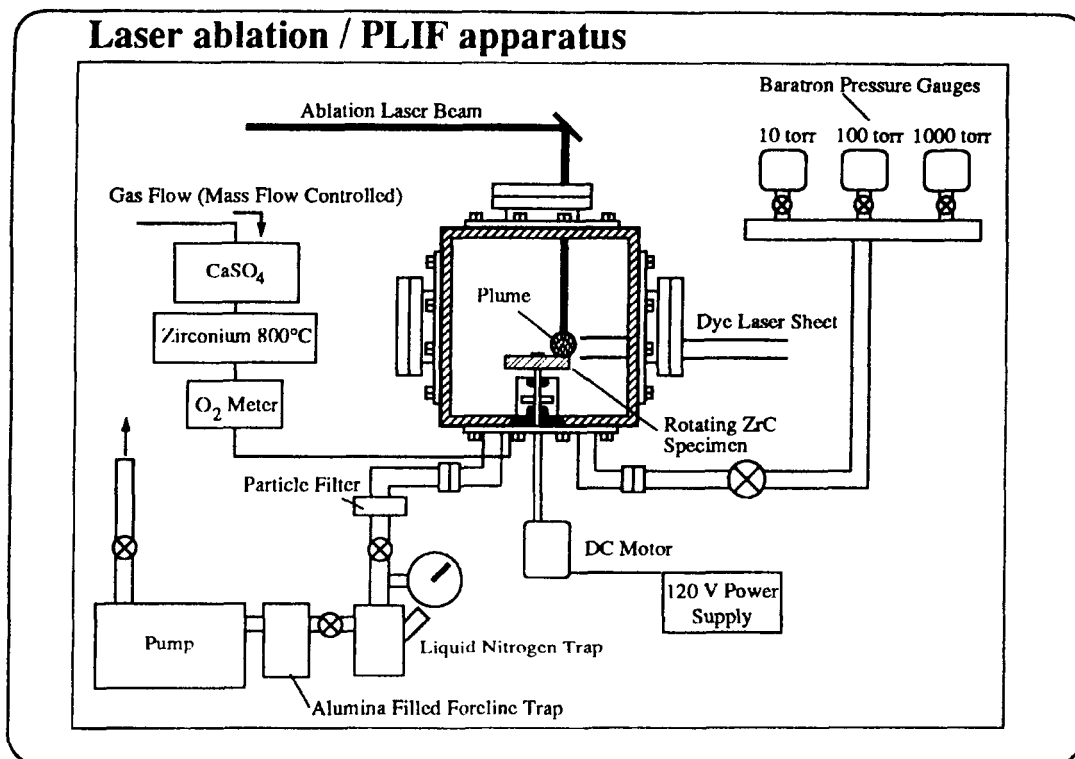 Laser ablation / PLIF apparatus
Baratron Pressure Gauges
Ablation Laser Beam
10 torr
100 torr
1000 torr
Gas Flow (Mass Flow Controlled)
CaSO4
Plume
Dye Laser Sheet
Zirconium 800°C
O2 Meter
Rotating ZrC
Specimen
Particle Filter
DC Motor
120 V Power
Supply
Pump
Liquid Nitrogen Trap
Alumina Filled Foreline Trap